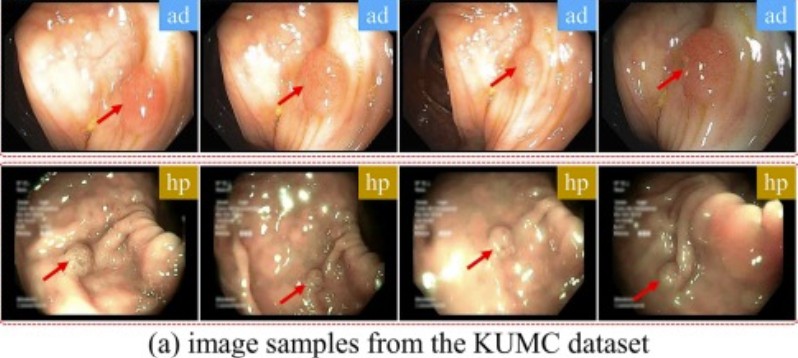 ad ad ad ad
hp hp hp hp
(a) image samples from the KUMC dataset